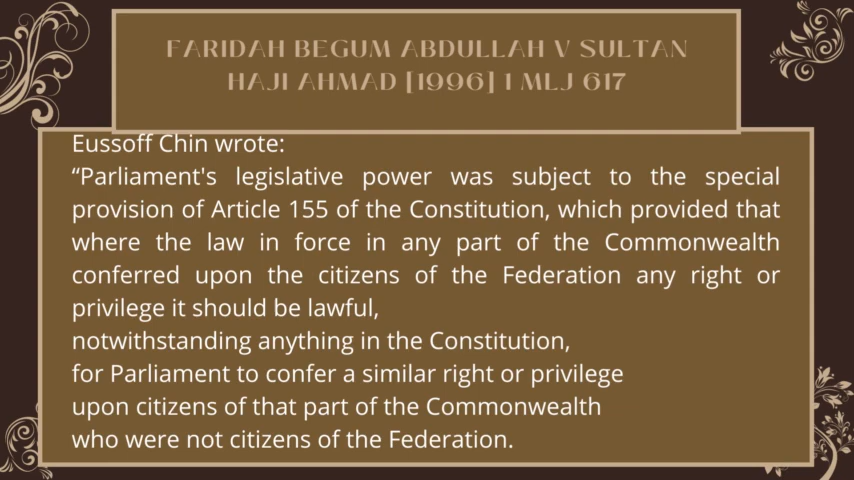 FARIDAH BEGUM ABDULLAH V SULTAN
HAJI AHMAD [1996] 1 MLJ 617
Eussoff Chin wrote:
“Parliament's legislative power was subject to the special
provision of Article 155 of the Constitution, which provided that
where the law in force in any part of the Commonwealth
conferred upon the citizens of the Federation any right or
privilege it should be lawful,
notwithstanding anything in the Constitution,
for Parliament to confer a similar right or privilege
upon citizens of that part of the Commonwealth
who were not citizens of the Federation.